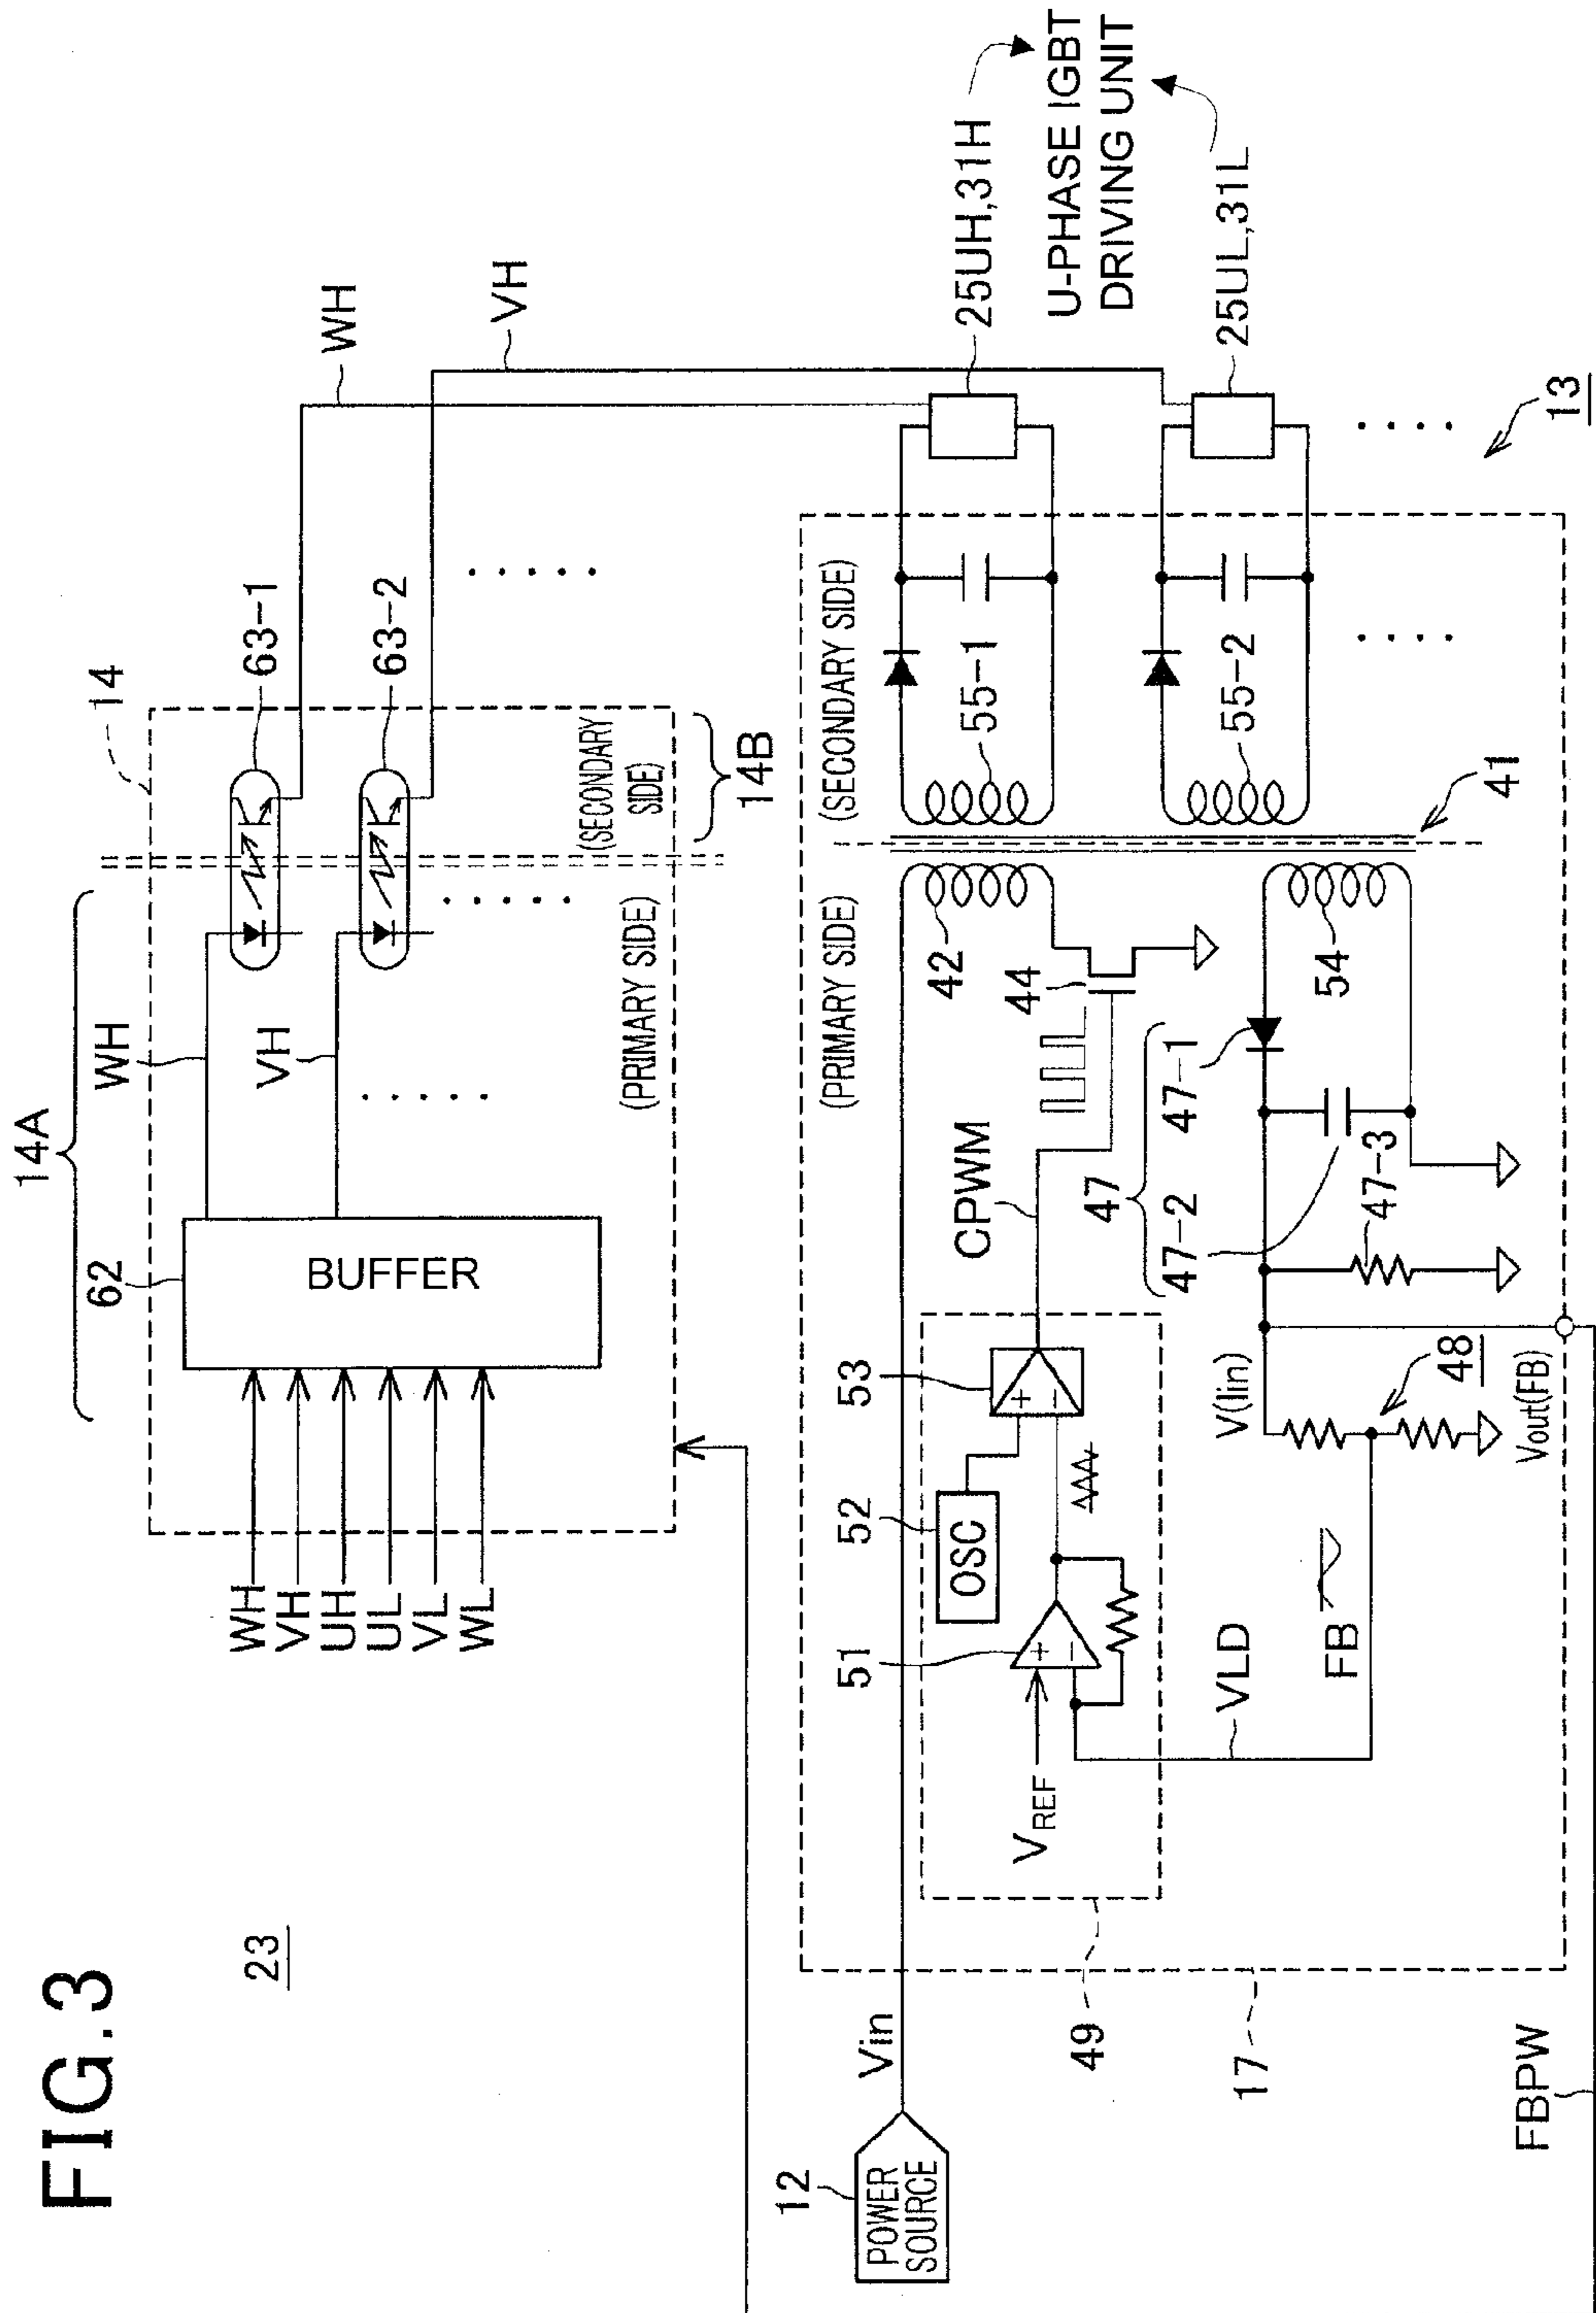 FIG.3
23
14A
14
WH
VH
62
BUFFER
WH
VH
UH
UL
VL
WL
63-1
63-2
(PRIMARY SIDE)
(SECONDARY
SIDE)
14B
WH
VH
12
POWER
SOURCE
Vin
(PRIMARY SIDE)
(SECONDARY SIDE)
42
44
CPWM
51
52
53
OSC
VREF
49
17
VLD
FB
V(lin)
48
Vout(FB)
47
47-1
47-2
47-3
54
41
55-1
55-2
25UH,31H
U-PHASE IGBT
DRIVING UNIT
25UL,31L
13
FBPW